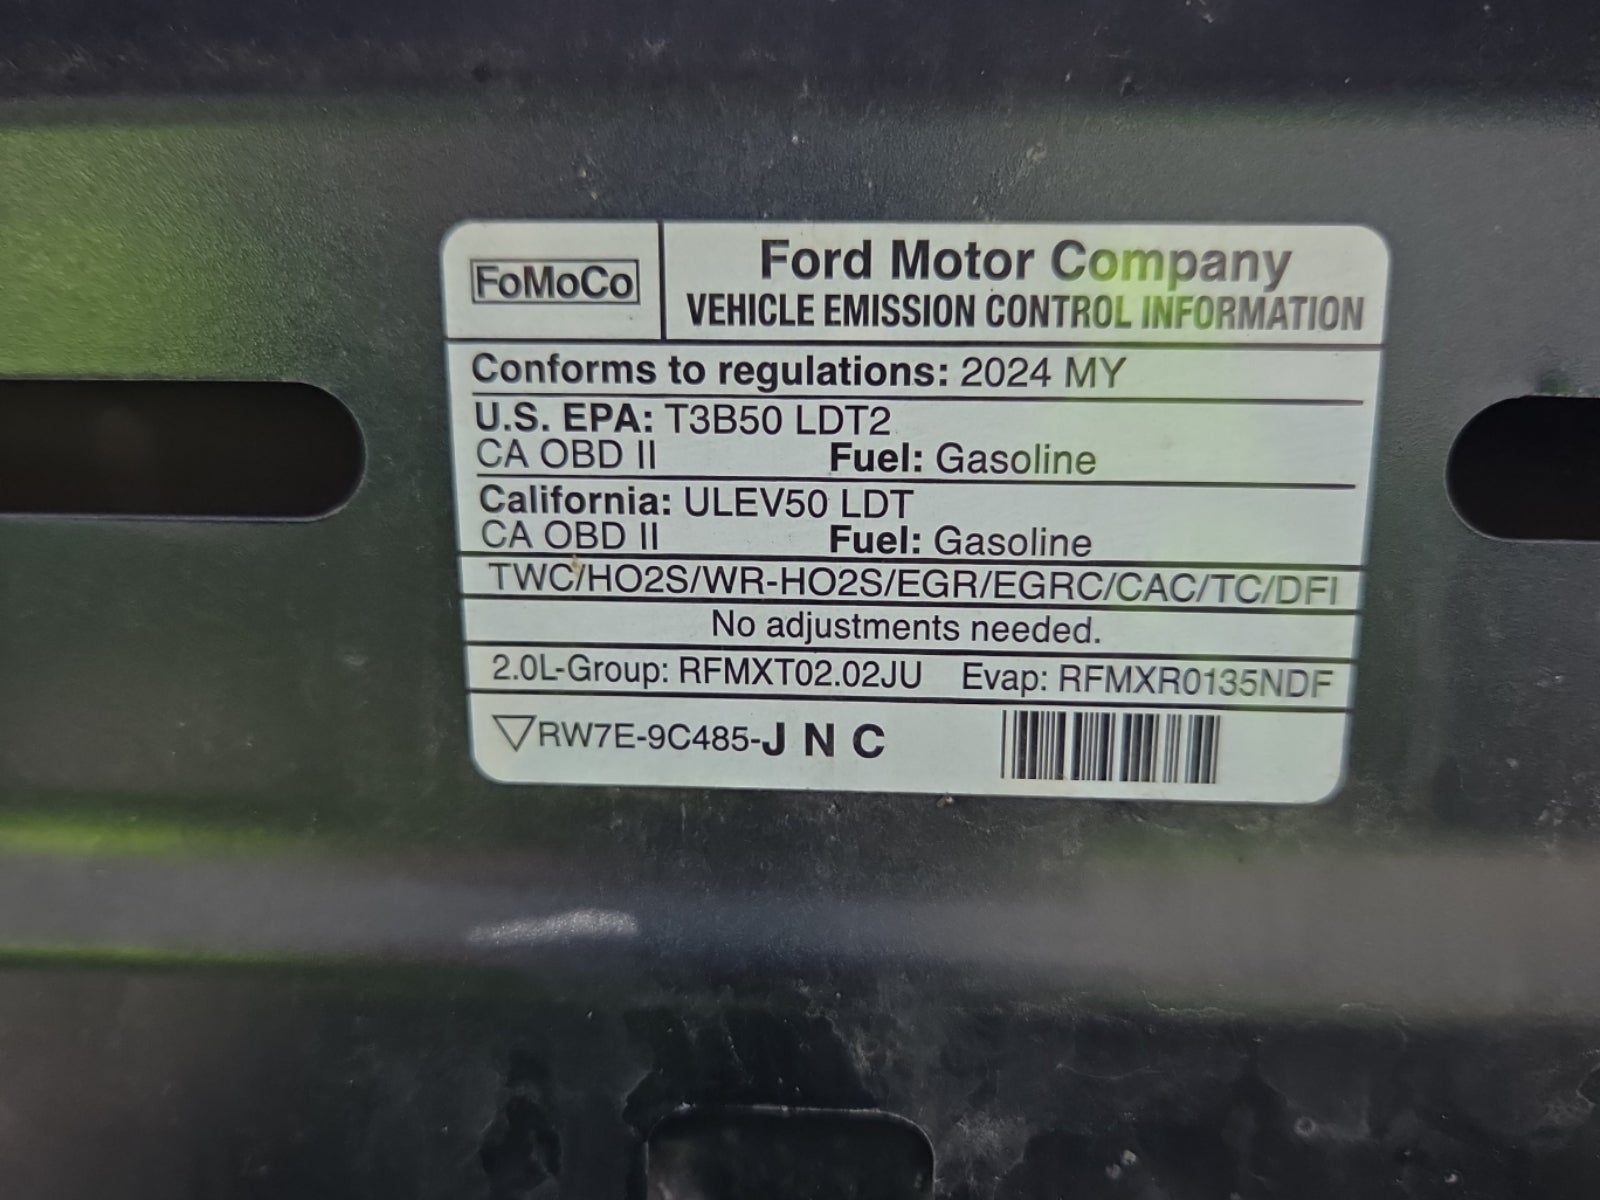 FoMoCo
Ford Motor Company
VEHICLE EMISSION CONTROL INFORMATION
Conforms to regulations: 2024 MY
U.S. EPA: T3B50 LDT2
CA OBD II Fuel: Gasoline
California: ULEV50 LDT
CA OBD II Fuel: Gasoline
TWC/HO2S/WR-HO2S/EGR/EGRC/CAC/TC/DFI
No adjustments needed.
2.0L-Group: RFMXT02.02JU Evap: RFMXR0135NDF
▽RW7E-9C485-J N C